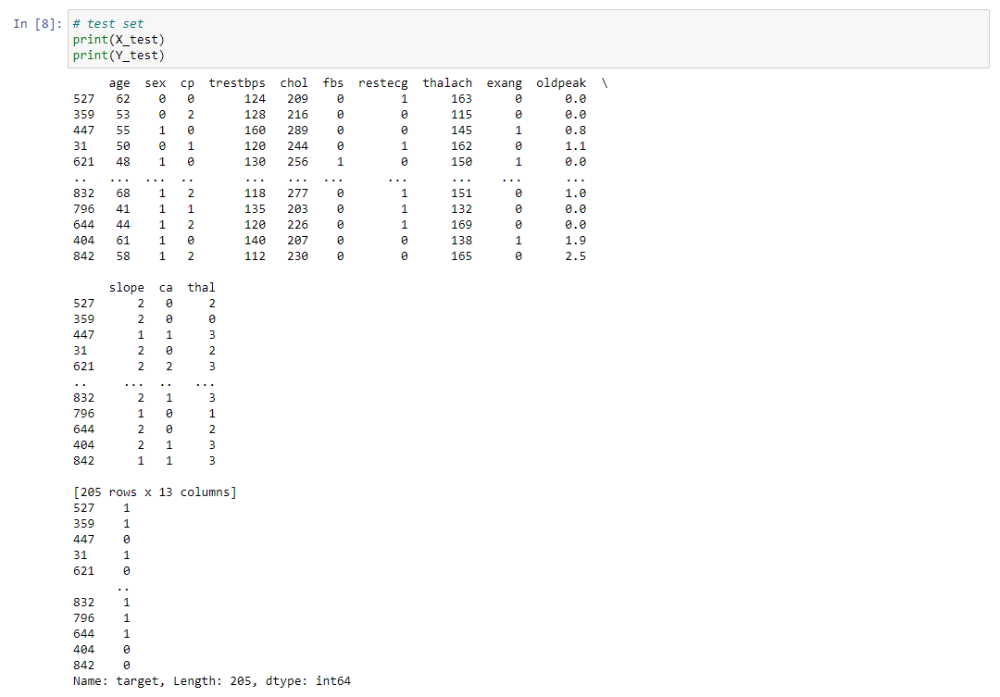 In [8]: # test set
print(X_test)
print(Y_test)
age sex cp trestbps chol fbs restecg thalach exang oldpeak \
527 62 0 0 124 209 0 1 163 0 0.0
359 53 0 2 128 216 0 0 115 0 0.0
447 55 1 0 160 289 0 0 145 1 0.8
31 50 0 1 120 244 0 1 162 0 1.1
621 48 1 0 130 256 1 0 150 1 0.0
.. ... ... .. ... ... ... ... ... ... ...
832 68 1 2 118 277 0 1 151 0 1.0
796 41 1 1 135 203 0 1 132 0 0.0
644 44 1 2 120 226 0 1 169 0 0.0
404 61 1 0 140 207 0 0 138 1 1.9
842 58 1 2 112 230 0 0 165 0 2.5
slope ca thal
527 2 0 2
359 2 0 0
447 1 1 3
31 2 0 2
621 2 2 3
.. ... .. ...
832 2 1 3
796 1 0 1
644 2 0 2
404 2 1 3
842 1 1 3
[205 rows x 13 columns]
527 1
359 1
447 0
31 1
621 0
..
832 1
796 1
644 1
404 0
842 0
Name: target, Length: 205, dtype: int64